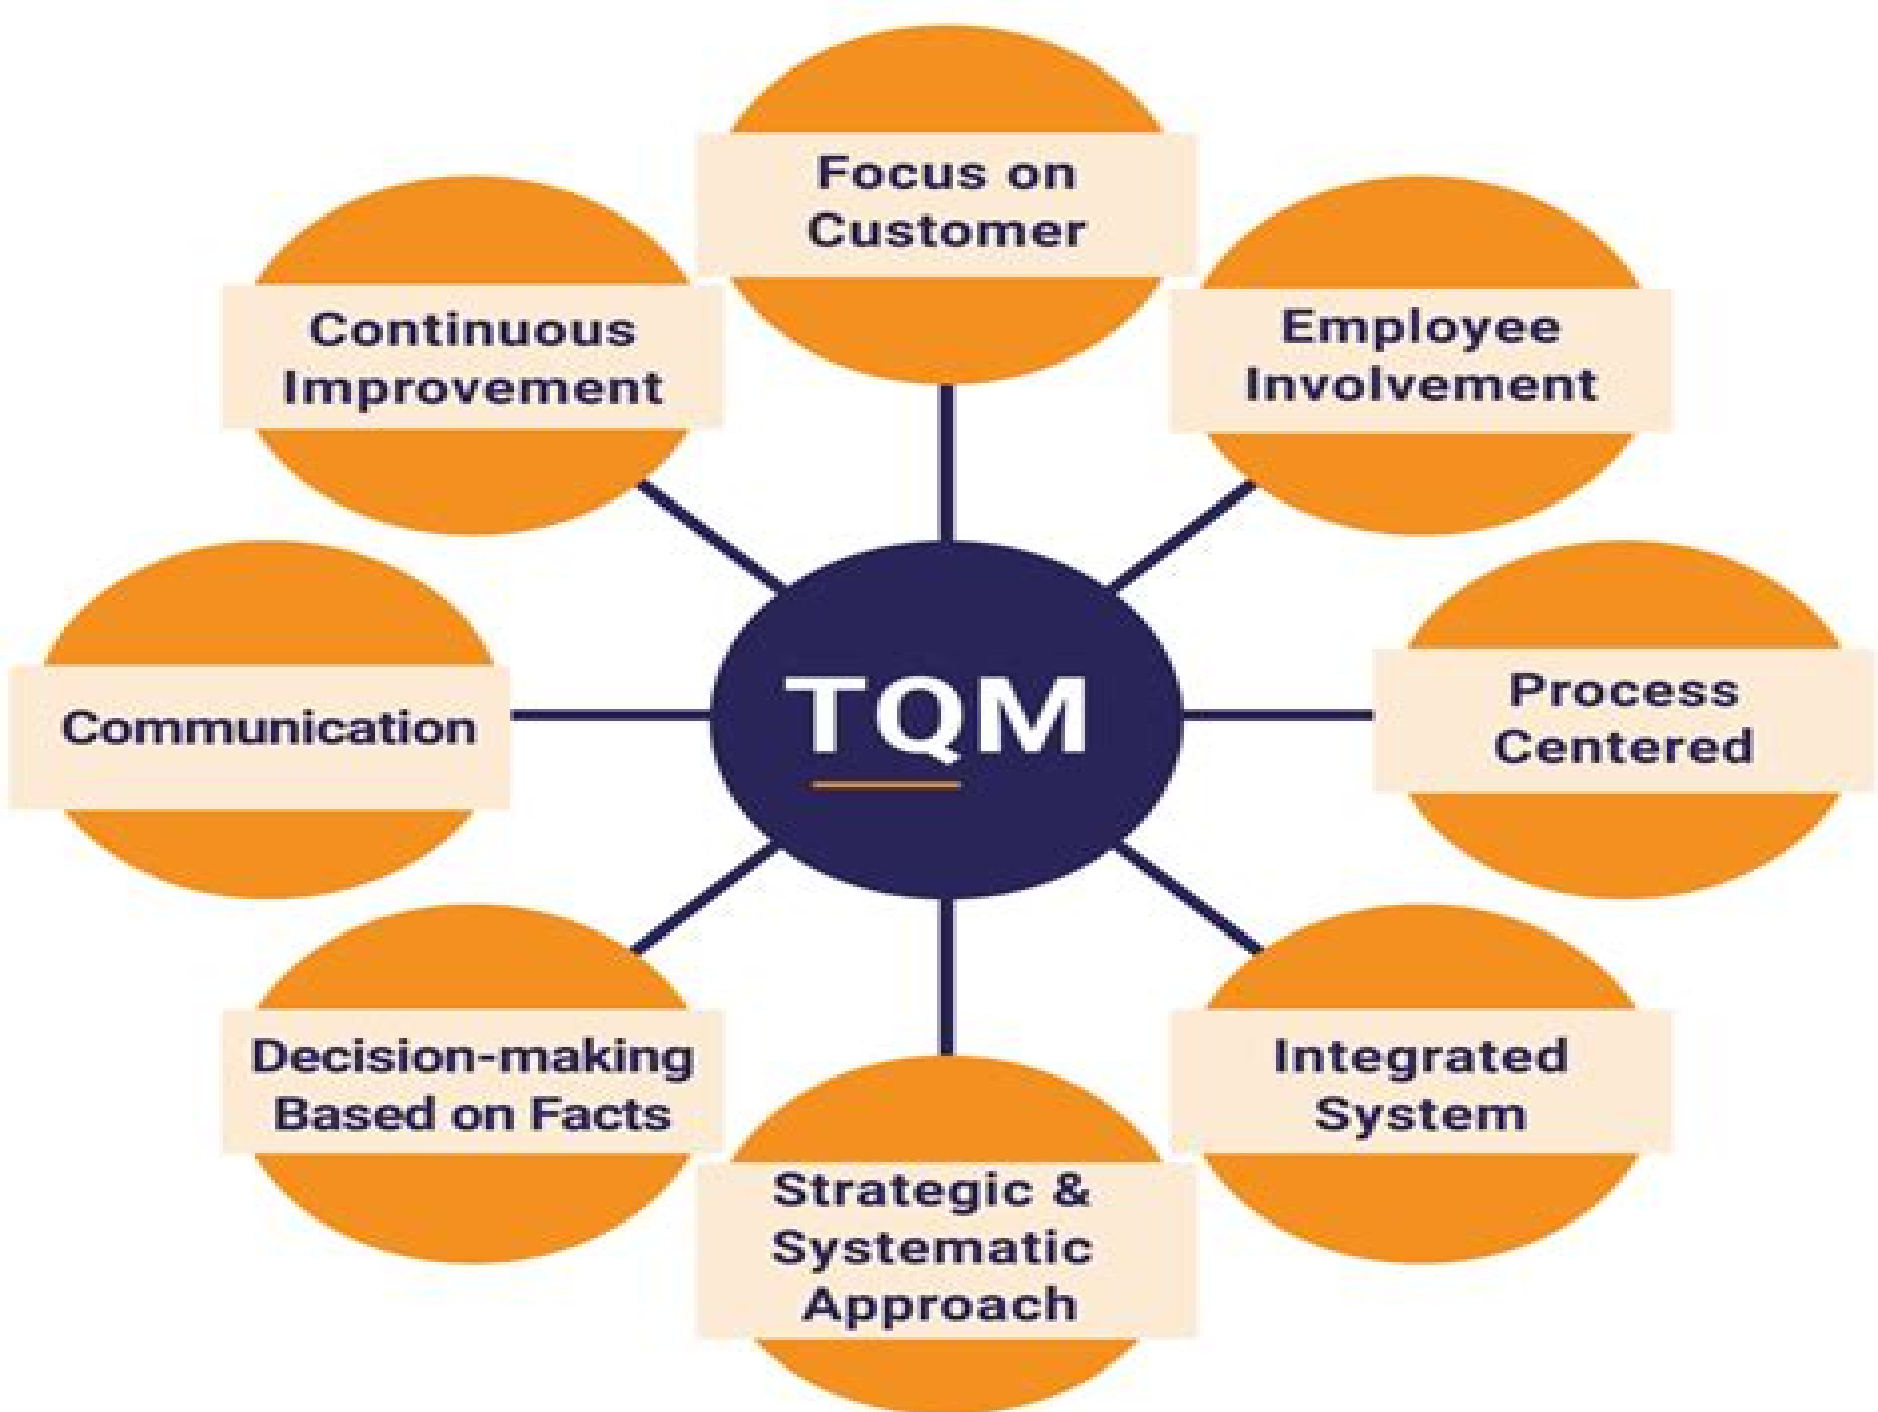 Focus on
Customer
Employee
Involvement
Process
Centered
Integrated
System
Strategic &
Systematic
Approach
Decision-making
Based on Facts
Communication
Continuous
Improvement
TQM